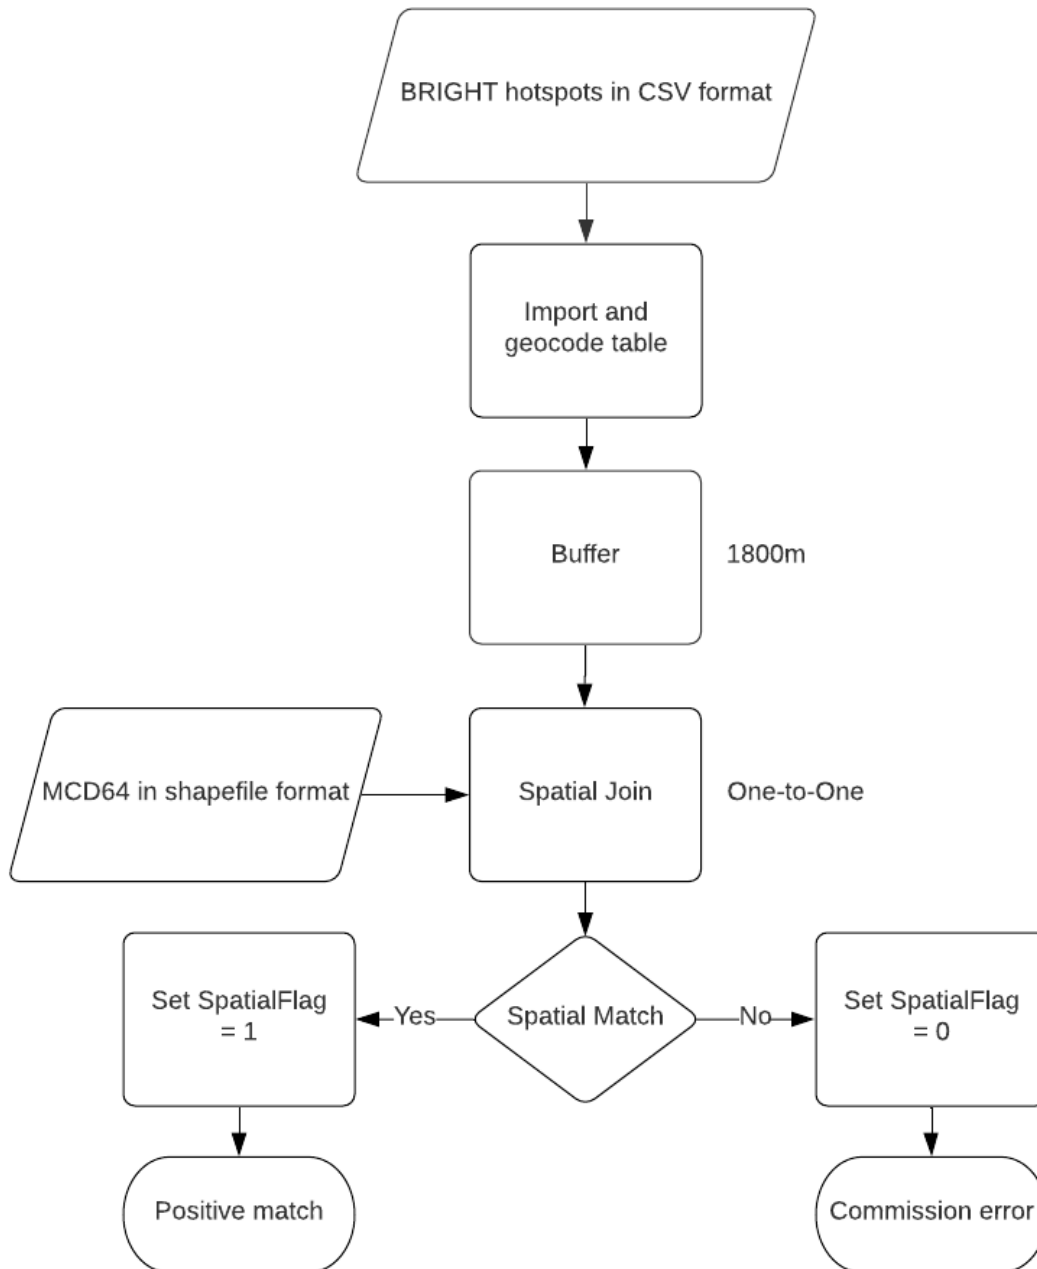 BRIGHT hotspots in CSV format
Import and
geocode table
Buffer
1800m
MCD64 in shapefile format
Spatial Join
One-to-One
Set SpatialFlag
= 1
Yes
Spatial Match
No
Set SpatialFlag
= 0
Positive match
Commission error